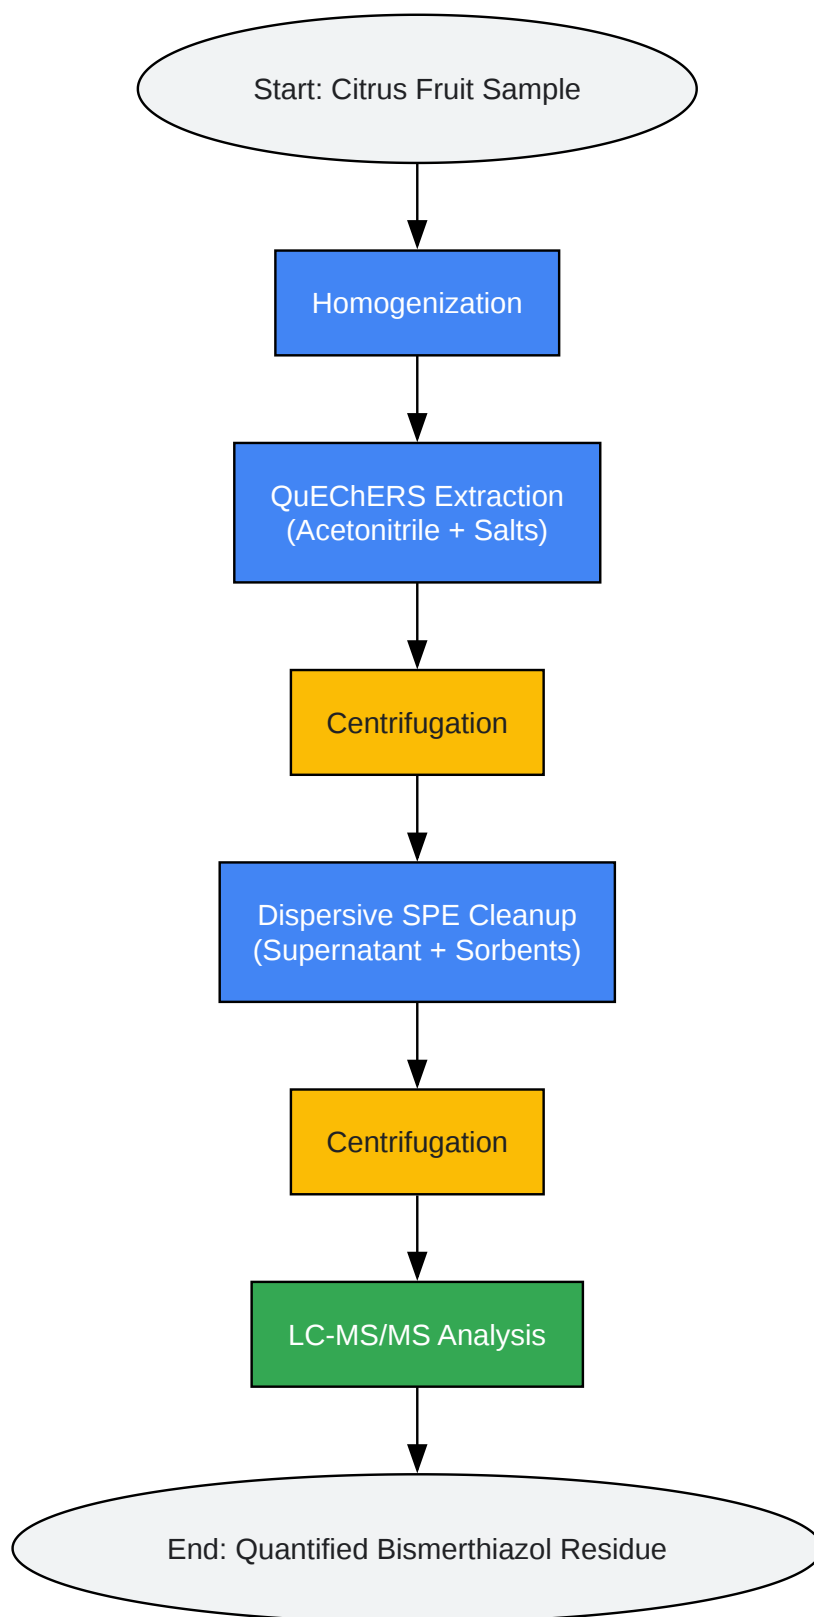 Start: Citrus Fruit Sample
Homogenization
QuEChERS Extraction
(Acetonitrile + Salts)
Centrifugation
Dispersive SPE Cleanup
(Supernatant + Sorbents)
Centrifugation
LC-MS/MS Analysis
End: Quantified Bismerthiazol Residue